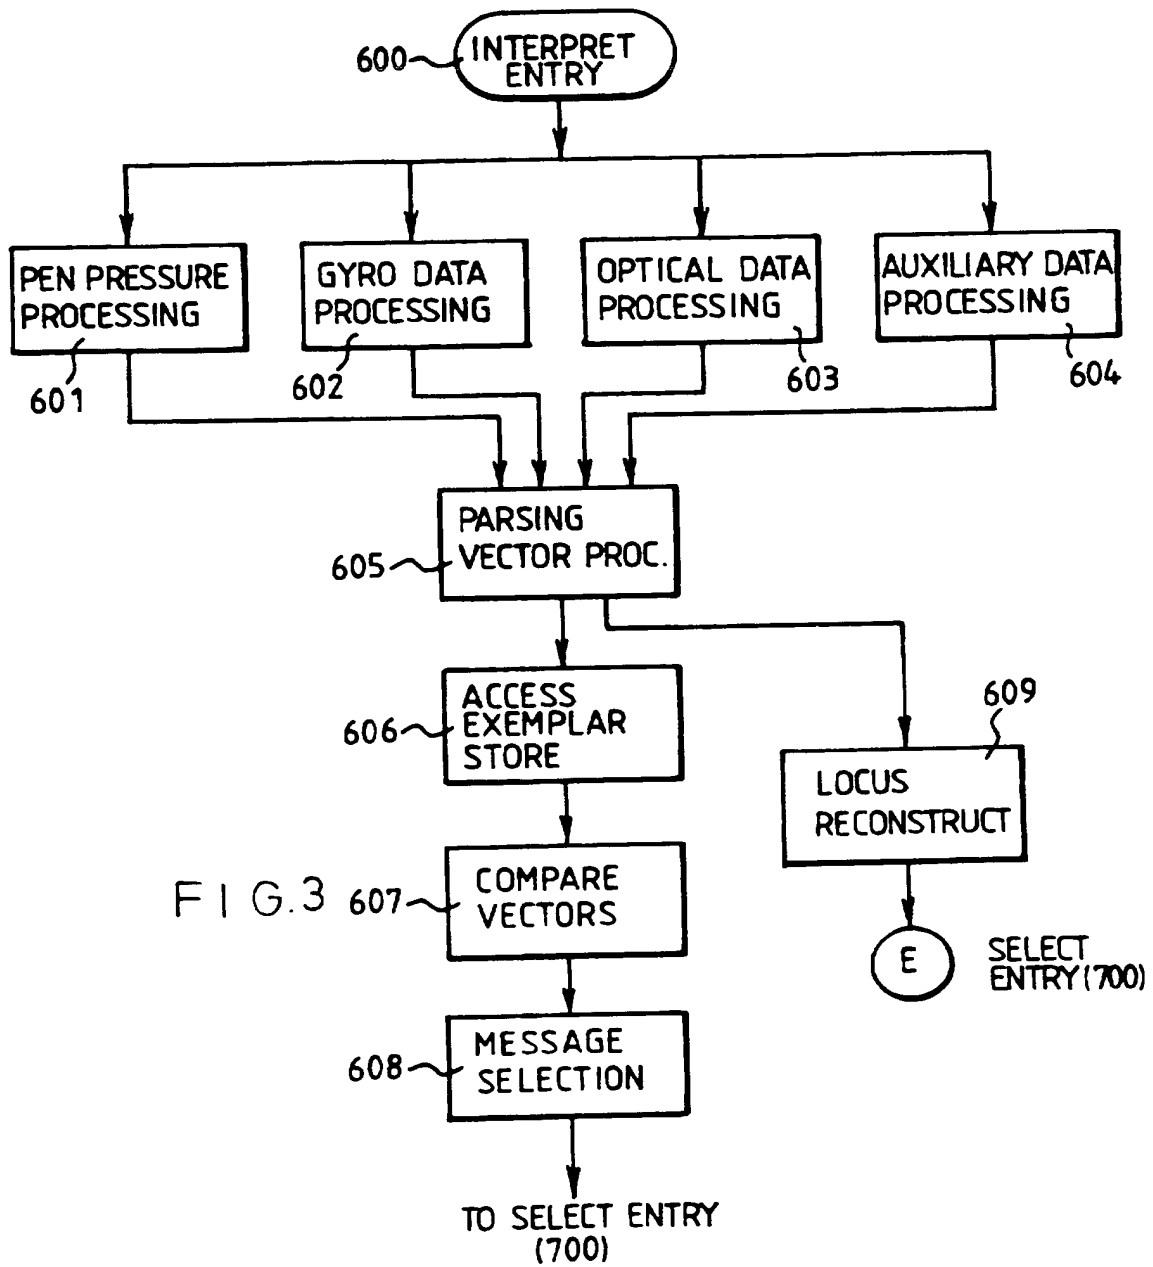 600
INTERPRET
ENTRY
PEN PRESSURE
PROCESSING
601
GYRO DATA
PROCESSING
602
OPTICAL DATA
PROCESSING
603
AUXILIARY DATA
PROCESSING
604
PARSING
VECTOR PROC.
605
ACCESS
EXEMPLAR
STORE
606
609
LOCUS
RECONSTRUCT
COMPARE
VECTORS
607
FIG.3
E
SELECT
ENTRY(700)
MESSAGE
SELECTION
608
TO SELECT ENTRY
(700)